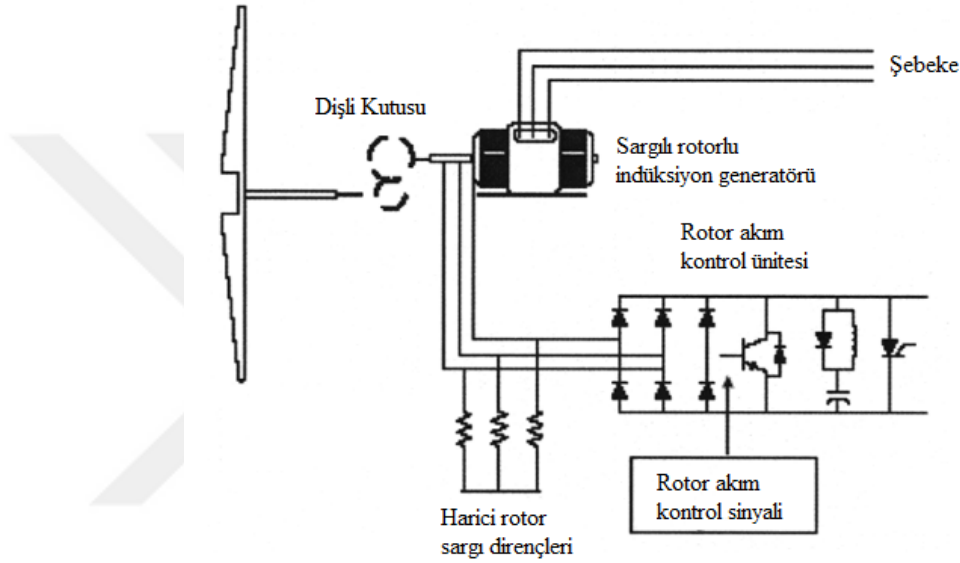 Şebeke
Dişli Kutusu
Sargılı rotorlu
indüksiyon generatörü
Rotor akım
kontrol ünitesi
Rotor akım
kontrol sinyali
Harici rotor
sargı dirençleri